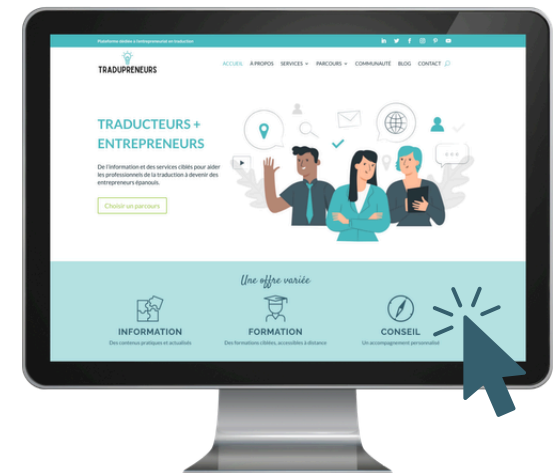 Plateforme dédiée à l'entrepreneuriat en traduction
TRADUPRENEURS
ACCUEIL À PROPOS SERVICES PARCOURS COMMUNAUTÉ BLOG CONTACT
TRADUCTEURS +
ENTREPRENEURS
De l'information et des services ciblés pour aider
les professionnels de la traduction à devenir des
entrepreneurs épanouis.
Choisir un parcours
Une offre variée
INFORMATION FORMATION CONSEIL
Des contenus pratiques et actualisés Des formations ciblées, accessibles à distance Un accompagnement personnalisé